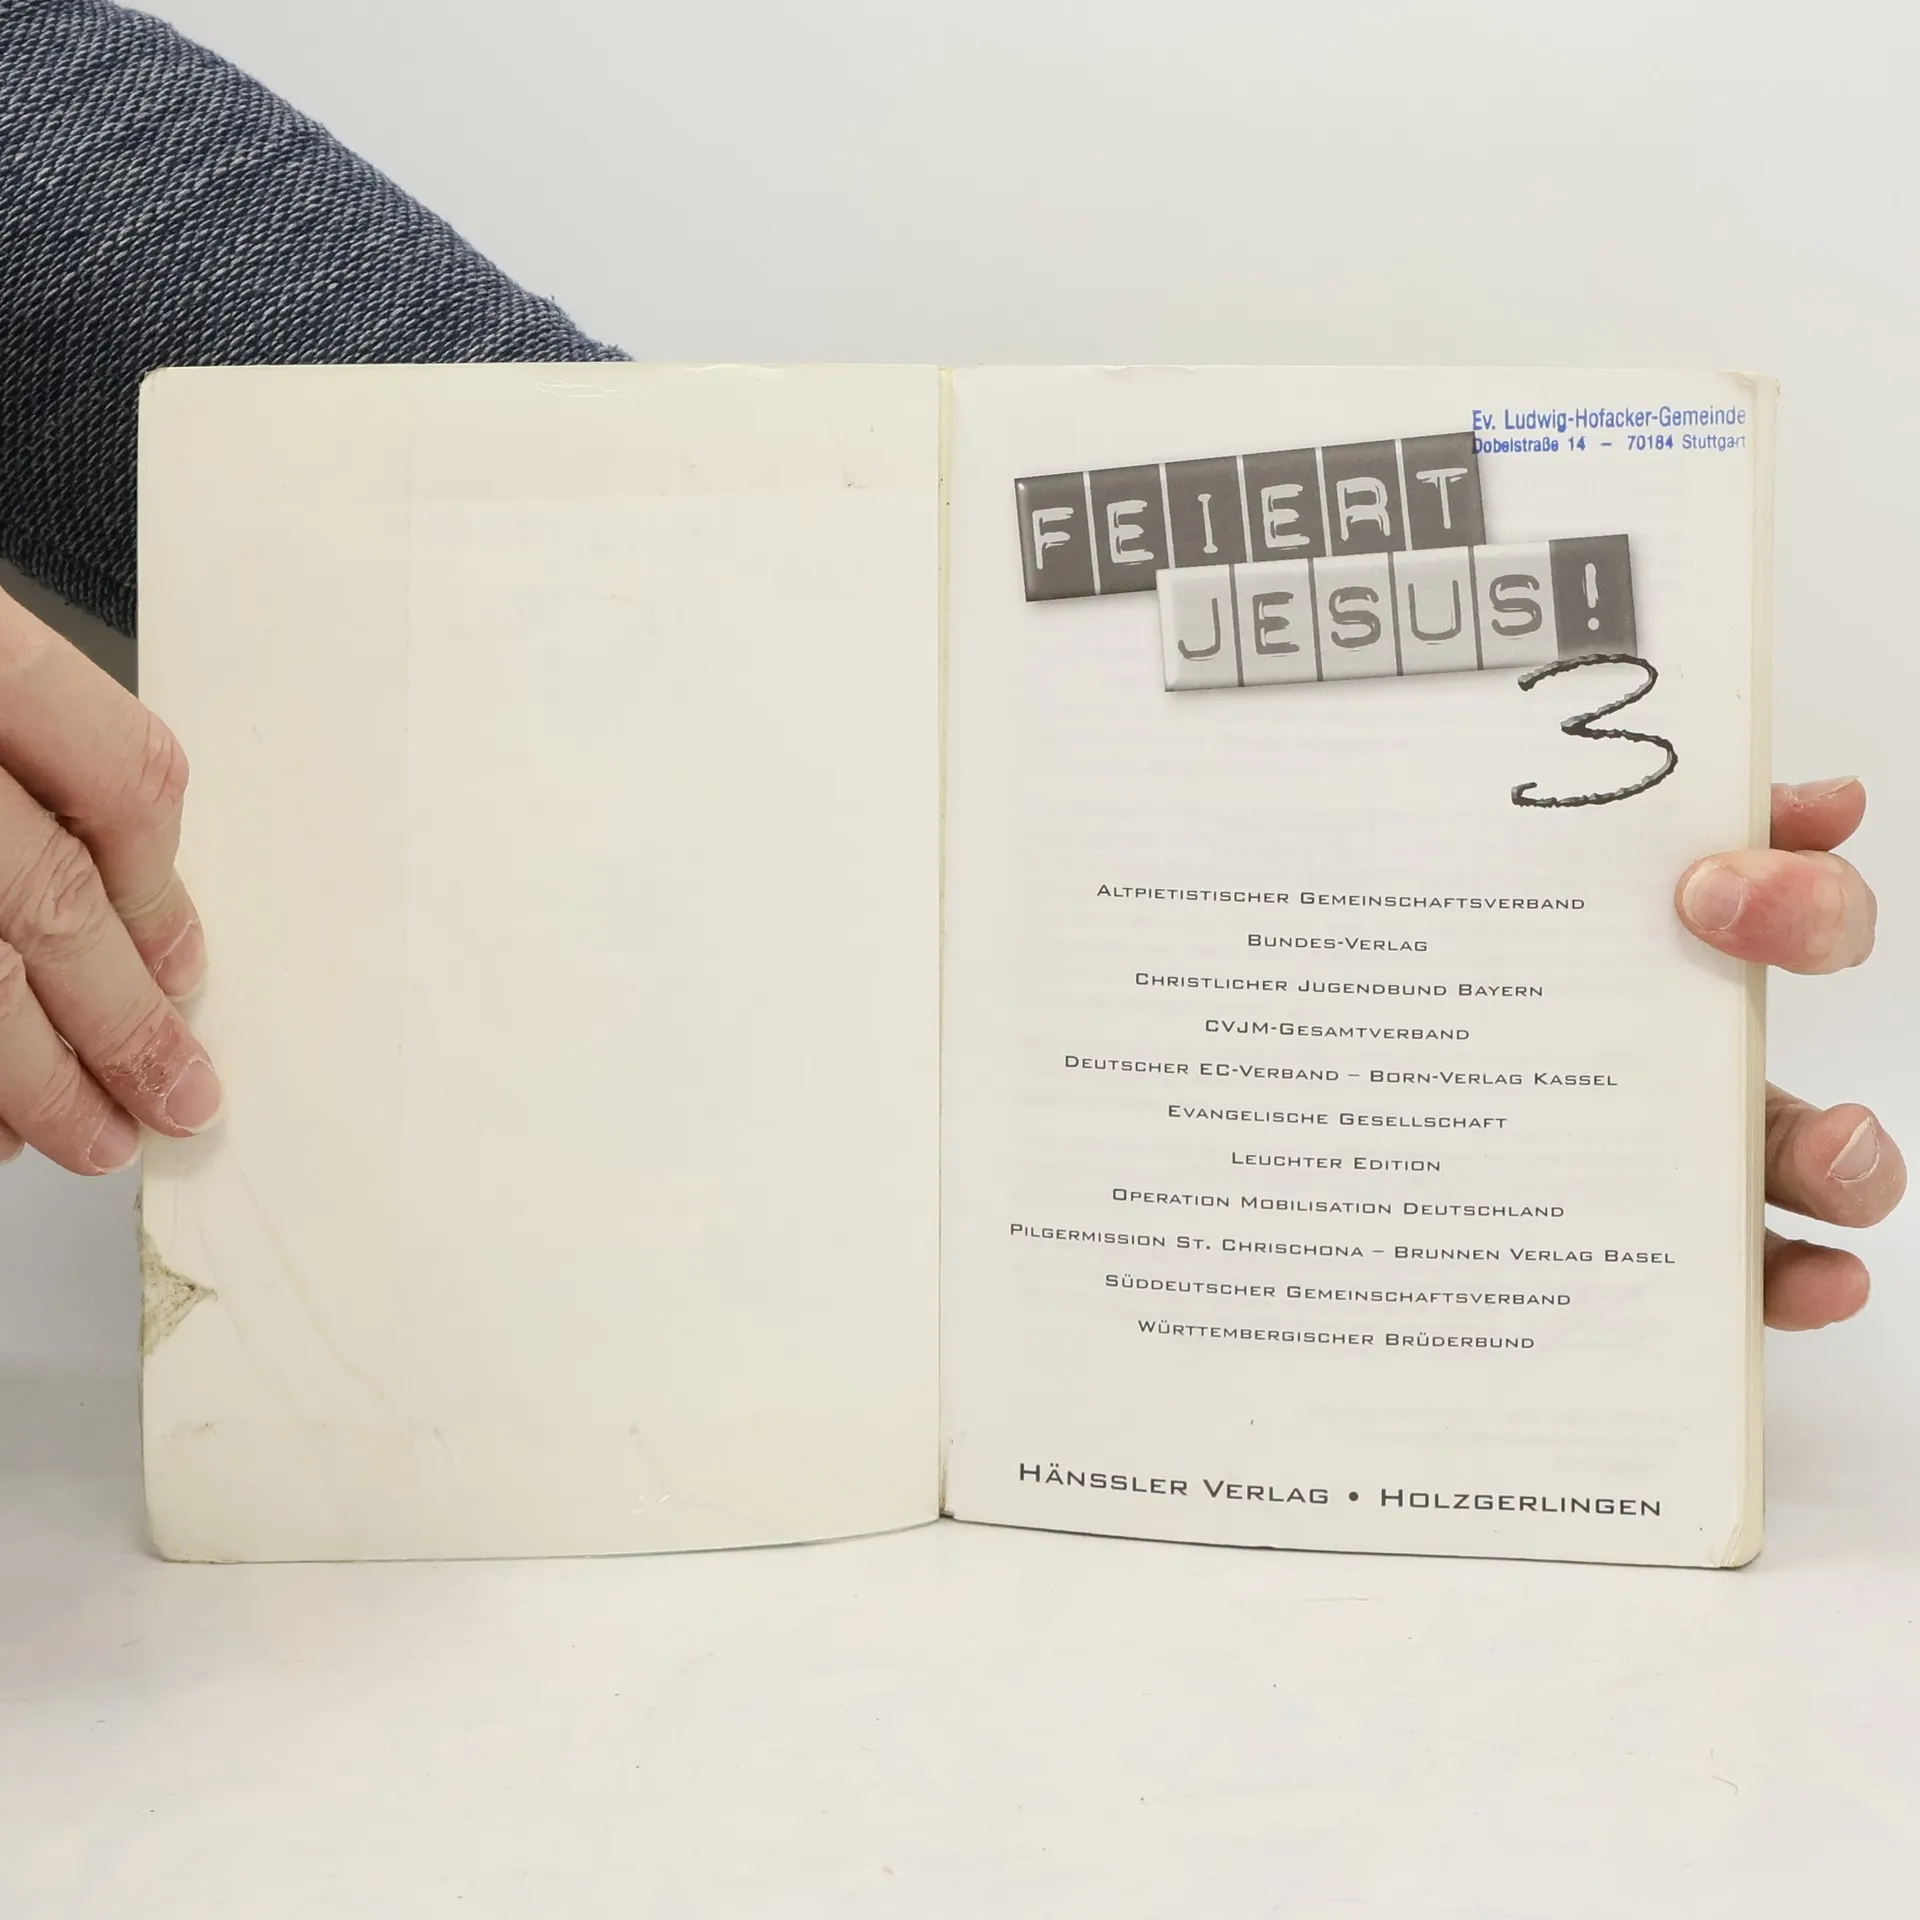 Ev. Ludwig-Hofacker-Gemeinde
Dobelstraße 14 – 70184 Stuttgart
FEIERT
JESUS!
3
ALTPIETISTISCHER GEMEINSCHAFTSVERBAND
BUNDES-VERLAG
CHRISTLICHER JUGENDBUND BAYERN
CVJM-GESAMTVERBAND
DEUTSCHER EC-VERBAND – BORN-VERLAG KASSEL
EVANGELISCHE GESELLSCHAFT
LEUCHTER EDITION
OPERATION MOBILISATION DEUTSCHLAND
PILGERMISSION ST. CHRISCHONA – BRUNNEN VERLAG BASEL
SÜDDEUTSCHER GEMEINSCHAFTSVERBAND
WÜRTTEMBERGISCHER BRÜDERBUND
HÄNSSLER VERLAG • HOLZGERLINGEN